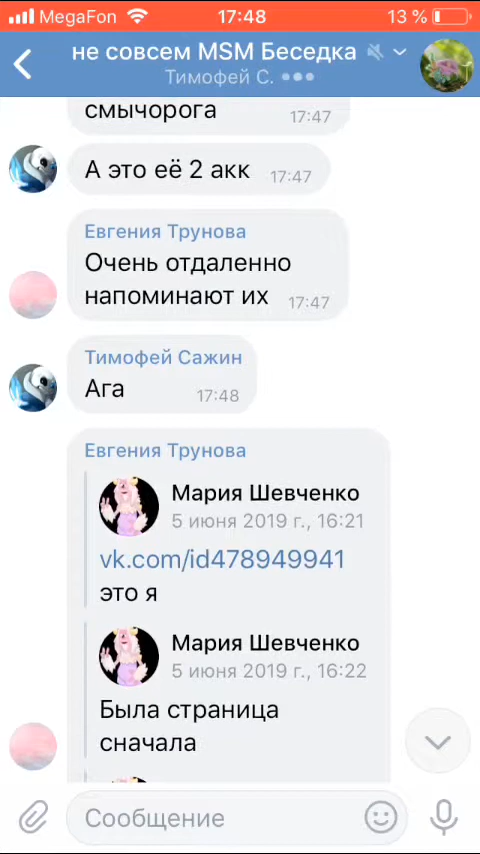 MegaFon 17:48 13 %
не совсем MSM Беседка
Тимофей С.
смычорога
17:47
А это её 2 акк 17:47
Евгения Трунова
Очень отдаленно
напоминают их 17:47
Тимофей Сажин
Ага 17:48
Евгения Трунова
Мария Шевченко
5 июня 2019 г., 16:21
vk.com/id478949941
это я
Мария Шевченко
5 июня 2019 г., 16:22
Была страница
сначала
Сообщение